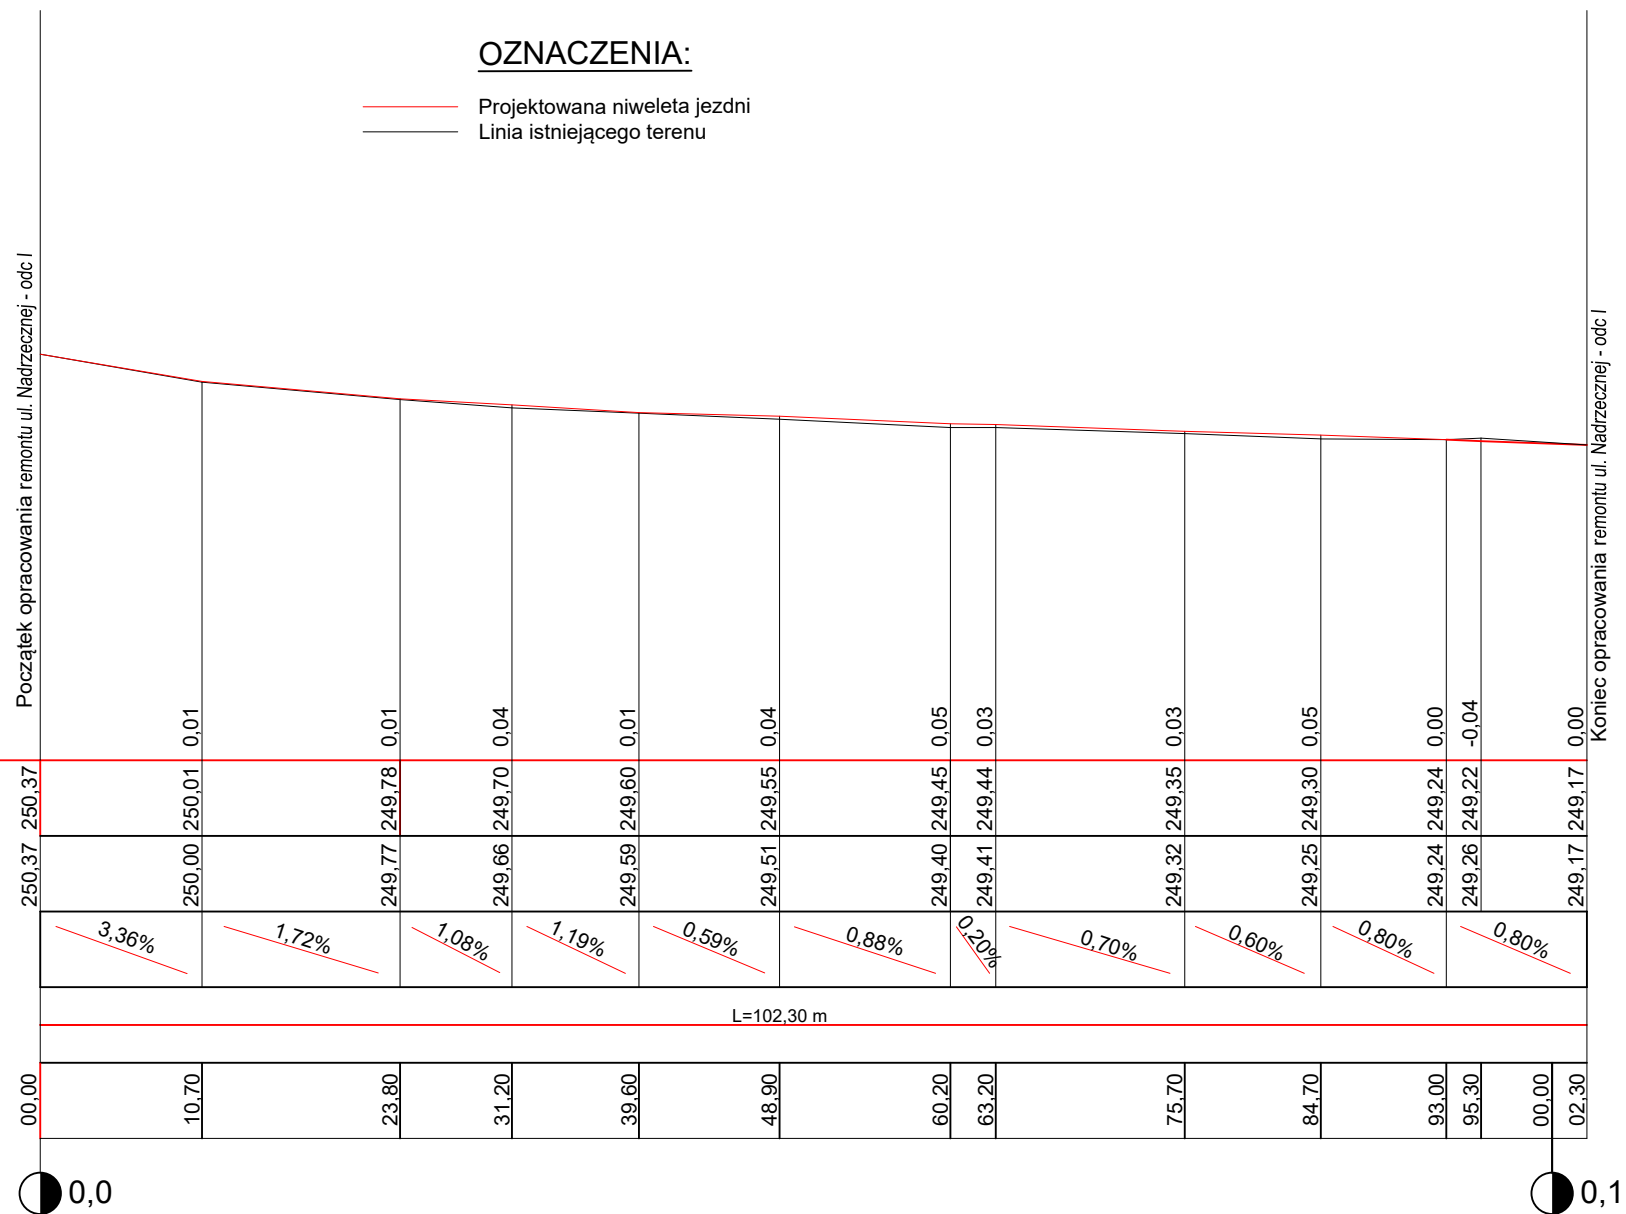 OZNACZENIA:
Projektowana niweleta jezdni
Linia istniejącego terenu
Początek opracowania remontu ul. Nadrzecznej - odc I
Koniec opracowania remontu ul. Nadrzecznej - odc I
0,01 0,01 0,04 0,01 0,04 0,05 0,03 0,03 0,05 0,00 -0,04 0,00
250,37 250,01 249,78 249,70 249,60 249,55 249,45 249,44 249,35 249,30 249,24 249,22 249,17
250,37 250,00 249,77 249,66 249,59 249,51 249,40 249,41 249,32 249,25 249,24 249,26 249,17
3,36% 1,72% 1,08% 1,19% 0,59% 0,88% 0,20% 0,70% 0,60% 0,80% 0,80%
L=102,30 m
00,00 10,70 23,80 31,20 39,60 48,90 60,20 63,20 75,70 84,70 93,00 95,30 00,00 02,30
0,0 0,1